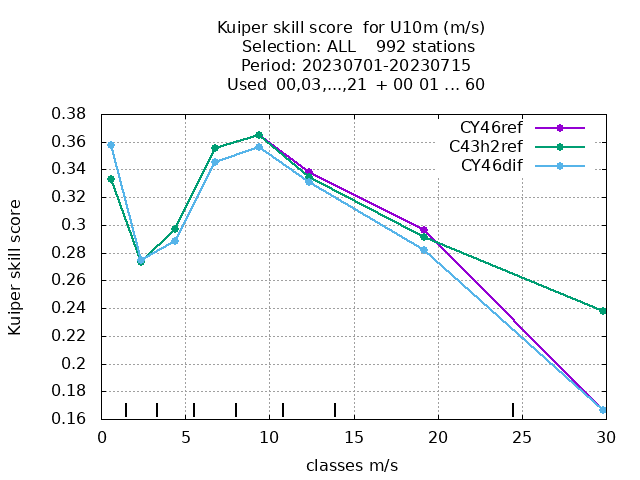 Kuiper skill score  for U10m (m/s)
Selection: ALL    992 stations
Period: 20230701-20230715
Used  00,03,...,21  + 00 01 ... 60
CY46ref
C43h2ref
CY46dif
Kuiper skill score
0.38
0.36
0.34
0.32
0.3
0.28
0.26
0.24
0.22
0.2
0.18
0.16
0 5 10 15 20 25 30
classes m/s